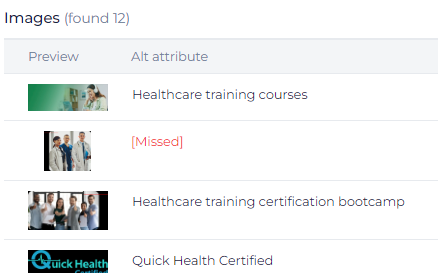 Images (found 12)
Preview Alt attribute
Healthcare training courses
[Missed]
Healthcare training certification bootcamp
Quick Health
Certified
Quick Health Certified